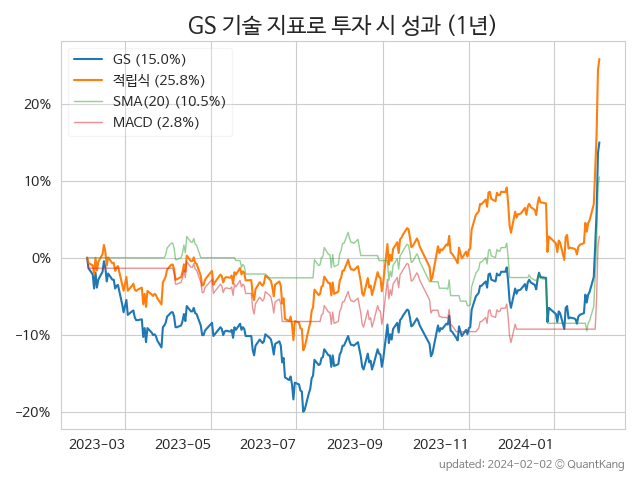 GS 기술 지표로 투자 시 성과 (1년)
GS (15.0%)
적립식 (25.8%)
SMA(20) (10.5%)
MACD (2.8%)
20%
10%
0%
−10%
−20%
2023−03 2023−05 2023−07 2023−09 2023−11 2024−01
updated: 2024-02-02 © QuantKang